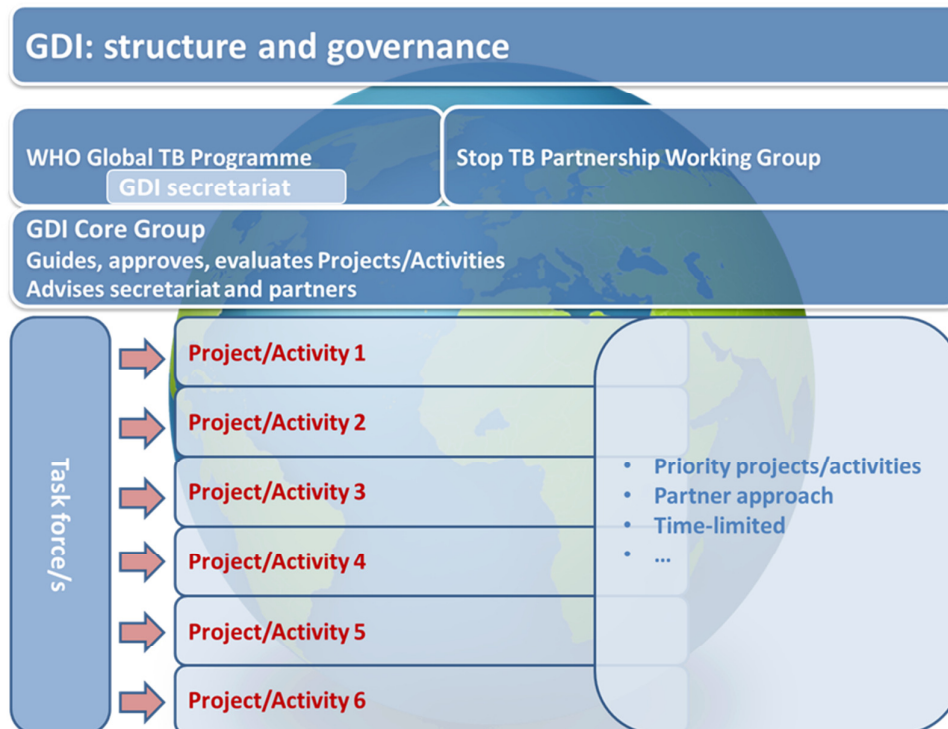 GDI: structure and governance
WHO Global TB Programme
GDI secretariat
Stop TB Partnership Working Group
GDI Core Group
Guides, approves, evaluates Projects/Activities
Advises secretariat and partners
Task force/s
Project/Activity 1
Project/Activity 2
Project/Activity 3
Project/Activity 4
Project/Activity 5
Project/Activity 6
• Priority projects/activities
• Partner approach
• Time-limited
• ...